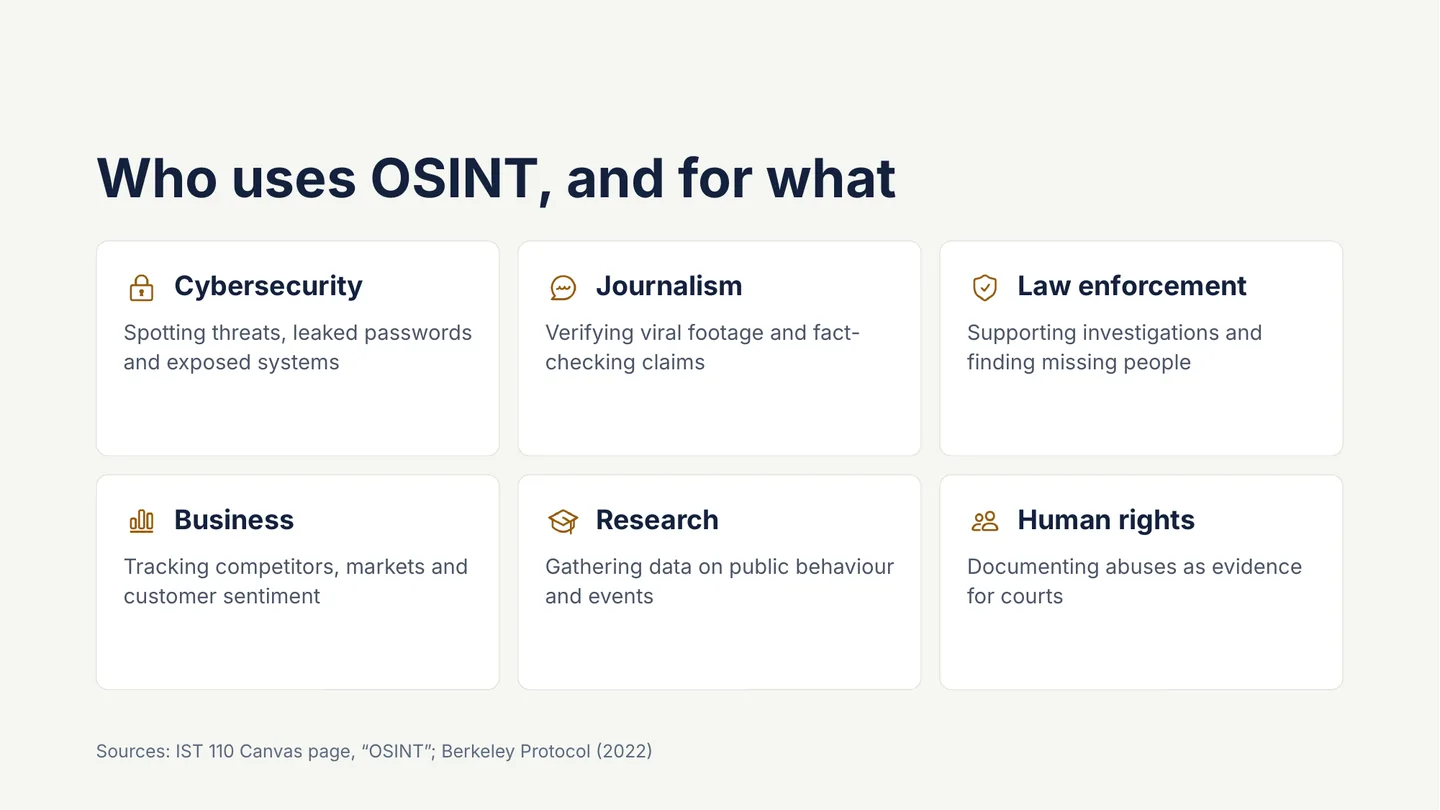 Who uses OSINT, and for what
Cybersecurity
Spotting threats, leaked passwords
and exposed systems
Journalism
Verifying viral footage and fact-
checking claims
Law enforcement
Supporting investigations and
finding missing people
Business
Tracking competitors, markets and
customer sentiment
Research
Gathering data on public behaviour
and events
Human rights
Documenting abuses as evidence
for courts
Sources: IST 110 Canvas page, “OSINT”; Berkeley Protocol (2022)